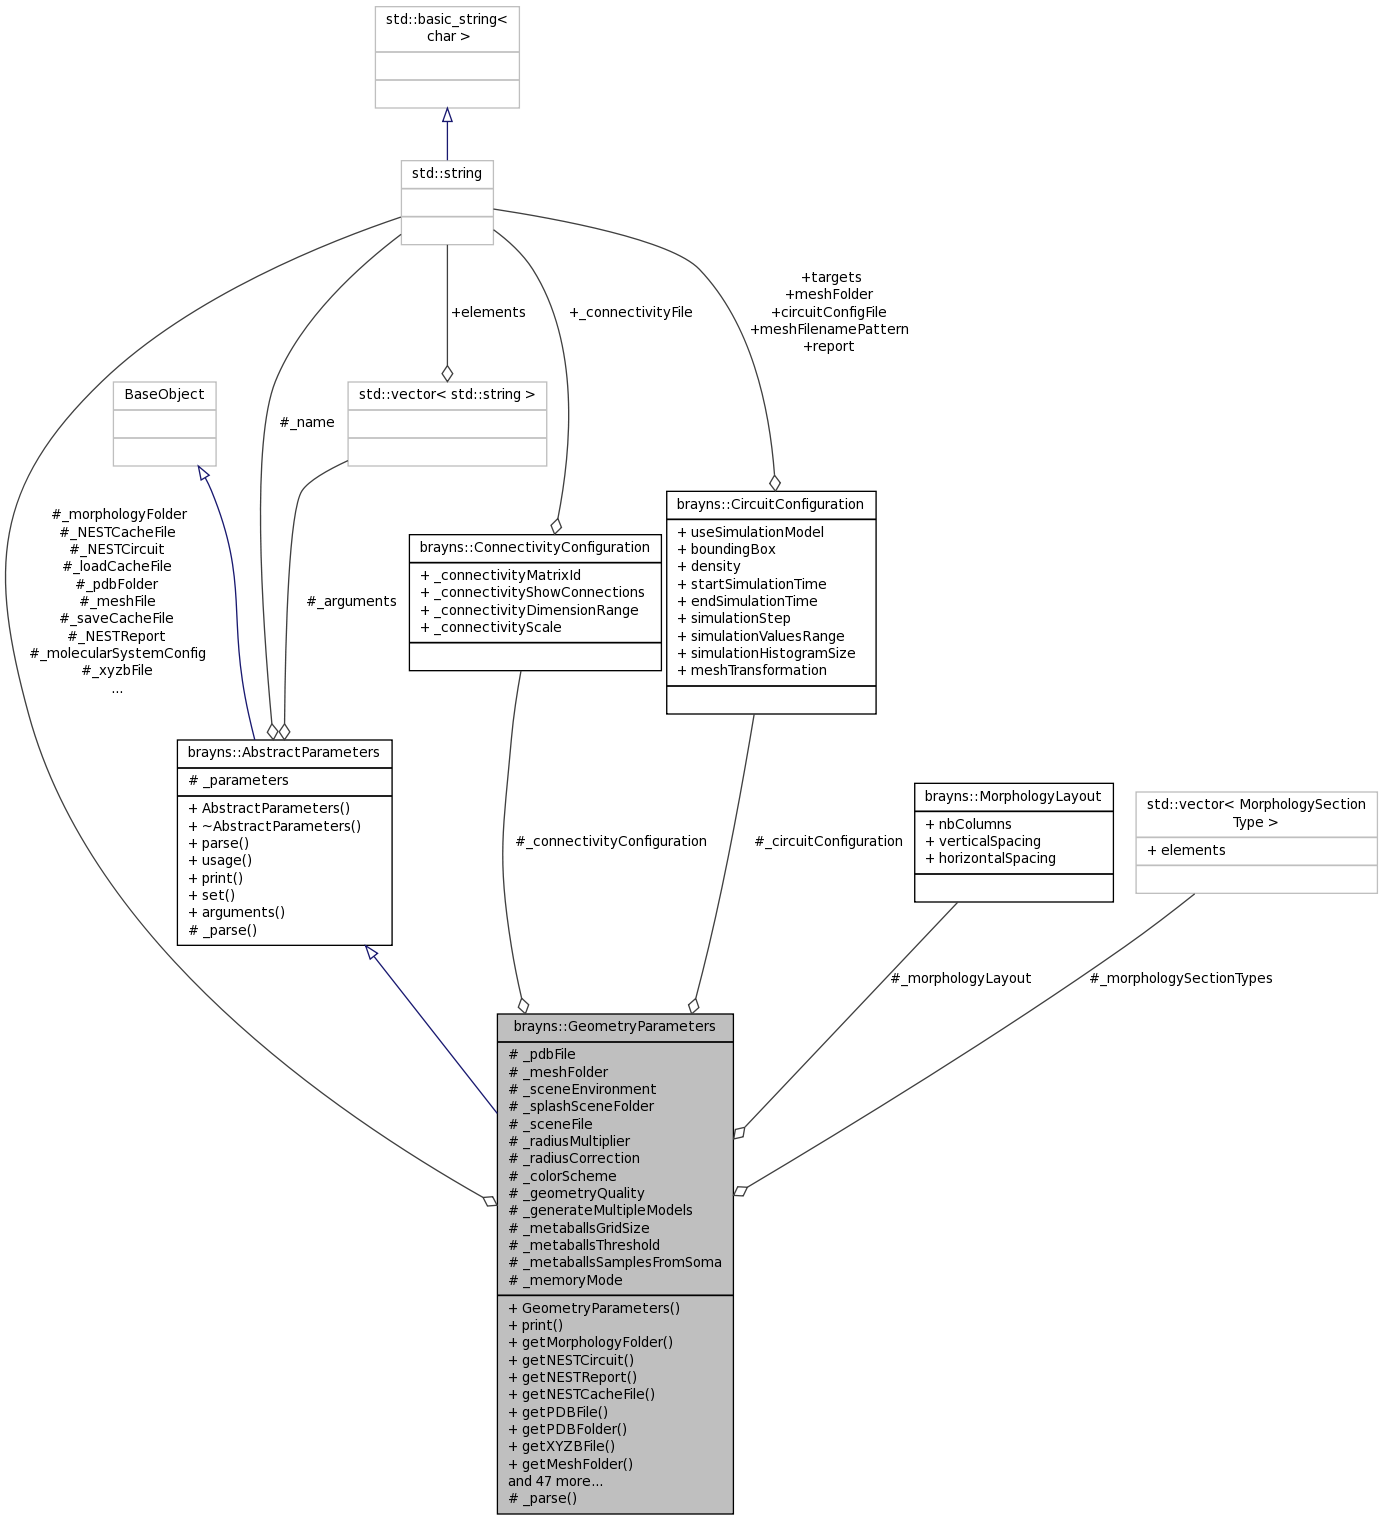 std::basic_string<
char >
std::string
+targets
+meshFolder
+circuitConfigFile
+meshFilenamePattern
+report
+elements
+_connectivityFile
BaseObject
std::vector< std::string >
#_name
#_morphologyFolder
#_NESTCacheFile
#_NESTCircuit
#_loadCacheFile
#_pdbFolder
#_meshFile
#_saveCacheFile
#_NESTReport
#_molecularSystemConfig
#_xyzbFile
...
#_arguments
brayns::ConnectivityConfiguration
+ _connectivityMatrixId
+ _connectivityShowConnections
+ _connectivityDimensionRange
+ _connectivityScale
brayns::CircuitConfiguration
+ useSimulationModel
+ boundingBox
+ density
+ startSimulationTime
+ endSimulationTime
+ simulationStep
+ simulationValuesRange
+ simulationHistogramSize
+ meshTransformation
brayns::AbstractParameters
# _parameters
+ AbstractParameters()
+ ~AbstractParameters()
+ parse()
+ usage()
+ print()
+ set()
+ arguments()
# _parse()
#_connectivityConfiguration
#_circuitConfiguration
brayns::MorphologyLayout
+ nbColumns
+ verticalSpacing
+ horizontalSpacing
std::vector< MorphologySection
Type >
+ elements
#_morphologyLayout
#_morphologySectionTypes
brayns::GeometryParameters
# _pdbFile
# _meshFolder
# _sceneEnvironment
# _splashSceneFolder
# _sceneFile
# _radiusMultiplier
# _radiusCorrection
# _colorScheme
# _geometryQuality
# _generateMultipleModels
# _metaballsGridSize
# _metaballsThreshold
# _metaballsSamplesFromSoma
# _memoryMode
+ GeometryParameters()
+ print()
+ getMorphologyFolder()
+ getNESTCircuit()
+ getNESTReport()
+ getNESTCacheFile()
+ getPDBFile()
+ getPDBFolder()
+ getXYZBFile()
+ getMeshFolder()
and 47 more...
# _parse()